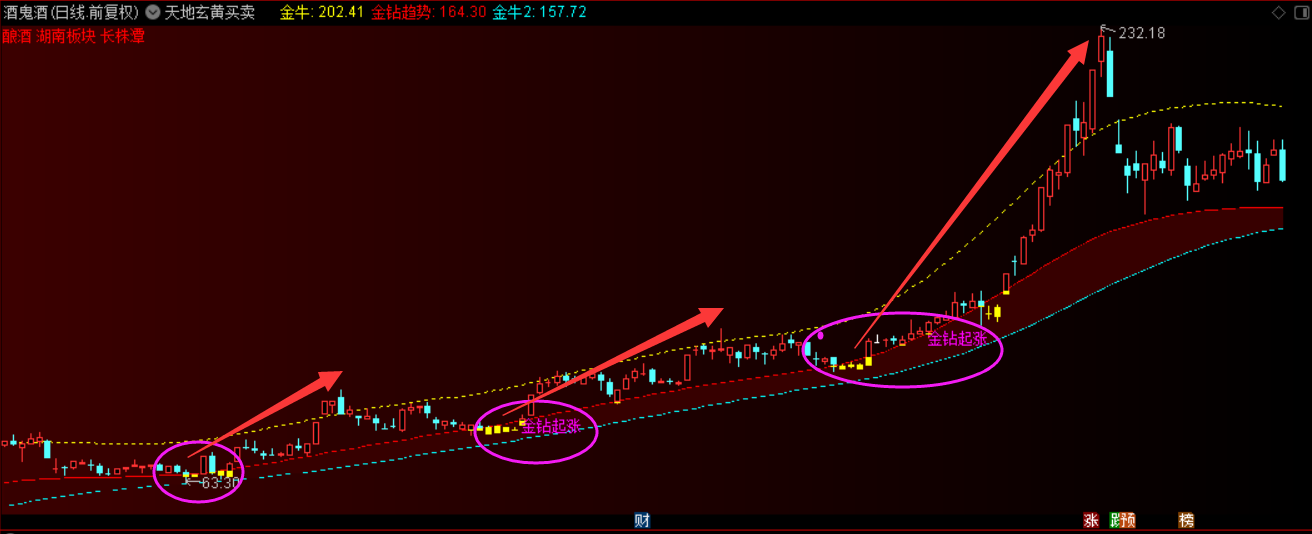 酒鬼酒(日线.前复权) 天地玄黄买卖 金牛: 202.41 金钻趋势: 164.30 金牛2: 157.72
酿酒 湖南板块 长株潭
232.18
金钻起涨
金钻起涨
63.30
财 涨 预 榜